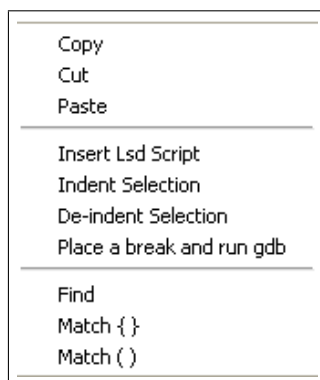 Copy
Cut
Paste
Insert Lsd Script
Indent Selection
De-indent Selection
Place a break and run gdb
Find
Match { }
Match ( )